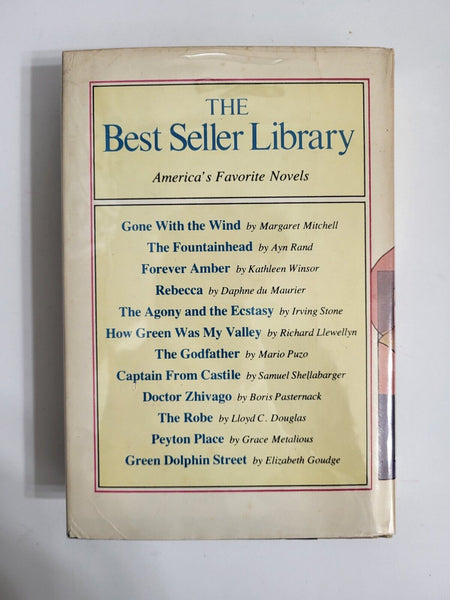 THE
Best Seller Library
America's Favorite Novels
Gone With the Wind by Margaret Mitchell
The Fountainhead by Ayn Rand
Forever Amber by Kathleen Winsor
Rebecca by Daphne du Maurier
The Agony and the Ecstasy by Irving Stone
How Green Was My Valley by Richard Llewellyn
The Godfather by Mario Puzo
Captain From Castile by Samuel Shellabarger
Doctor Zhivago by Boris Pasternack
The Robe by Lloyd C. Douglas
Peyton Place by Grace Metalious
Green Dolphin Street by Elizabeth Goudge